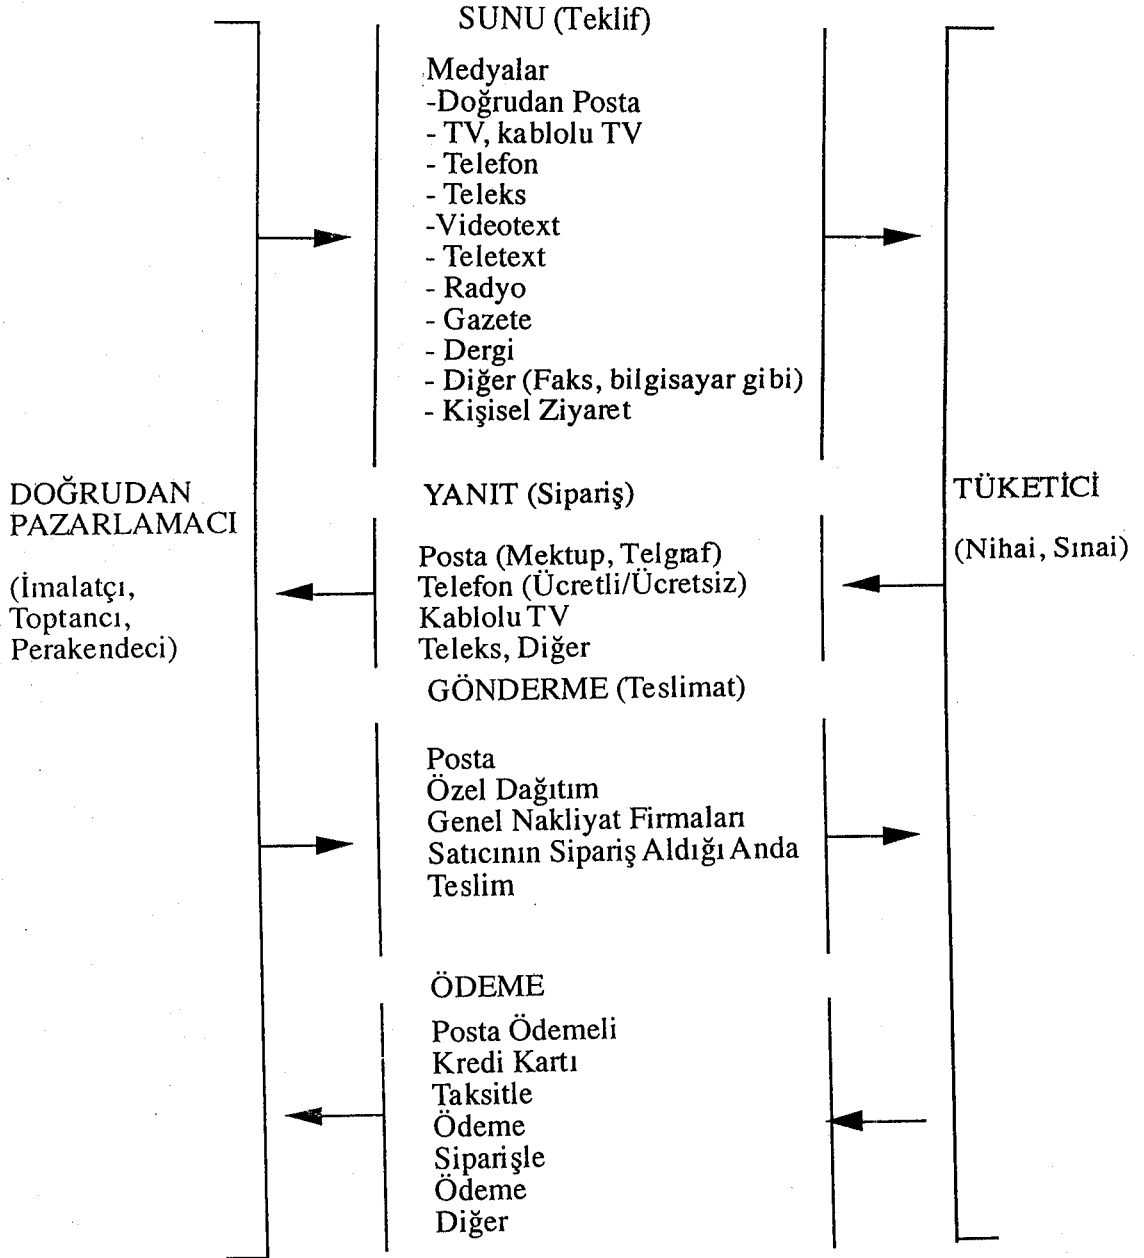 SUNU (Teklif)
Medyalar
-Doğrudan Posta
- TV, kablolu TV
- Telefon
- Teleks
-Videotext
- Teletext
- Radyo
- Gazete
- Dergi
- Diğer (Faks, bilgisayar gibi)
- Kişisel Ziyaret
DOĞRUDAN
PAZARLAMACI
(İmalatçı,
Toptancı,
Perakendeci)
YANIT (Sipariş)
Posta (Mektup, Telgraf)
Telefon (Ücretli/Ücretsiz)
Kablolu TV
Teleks, Diğer
TÜKETİCİ
(Nihai, Sınai)
GÖNDERME (Teslimat)
Posta
Özel Dağıtım
Genel Nakliyat Firmaları
Satıcının Sipariş Aldığı Anda
Teslim
ÖDEME
Posta Ödemeli
Kredi Kartı
Taksitle
Ödeme
Siparişle
Ödeme
Diğer